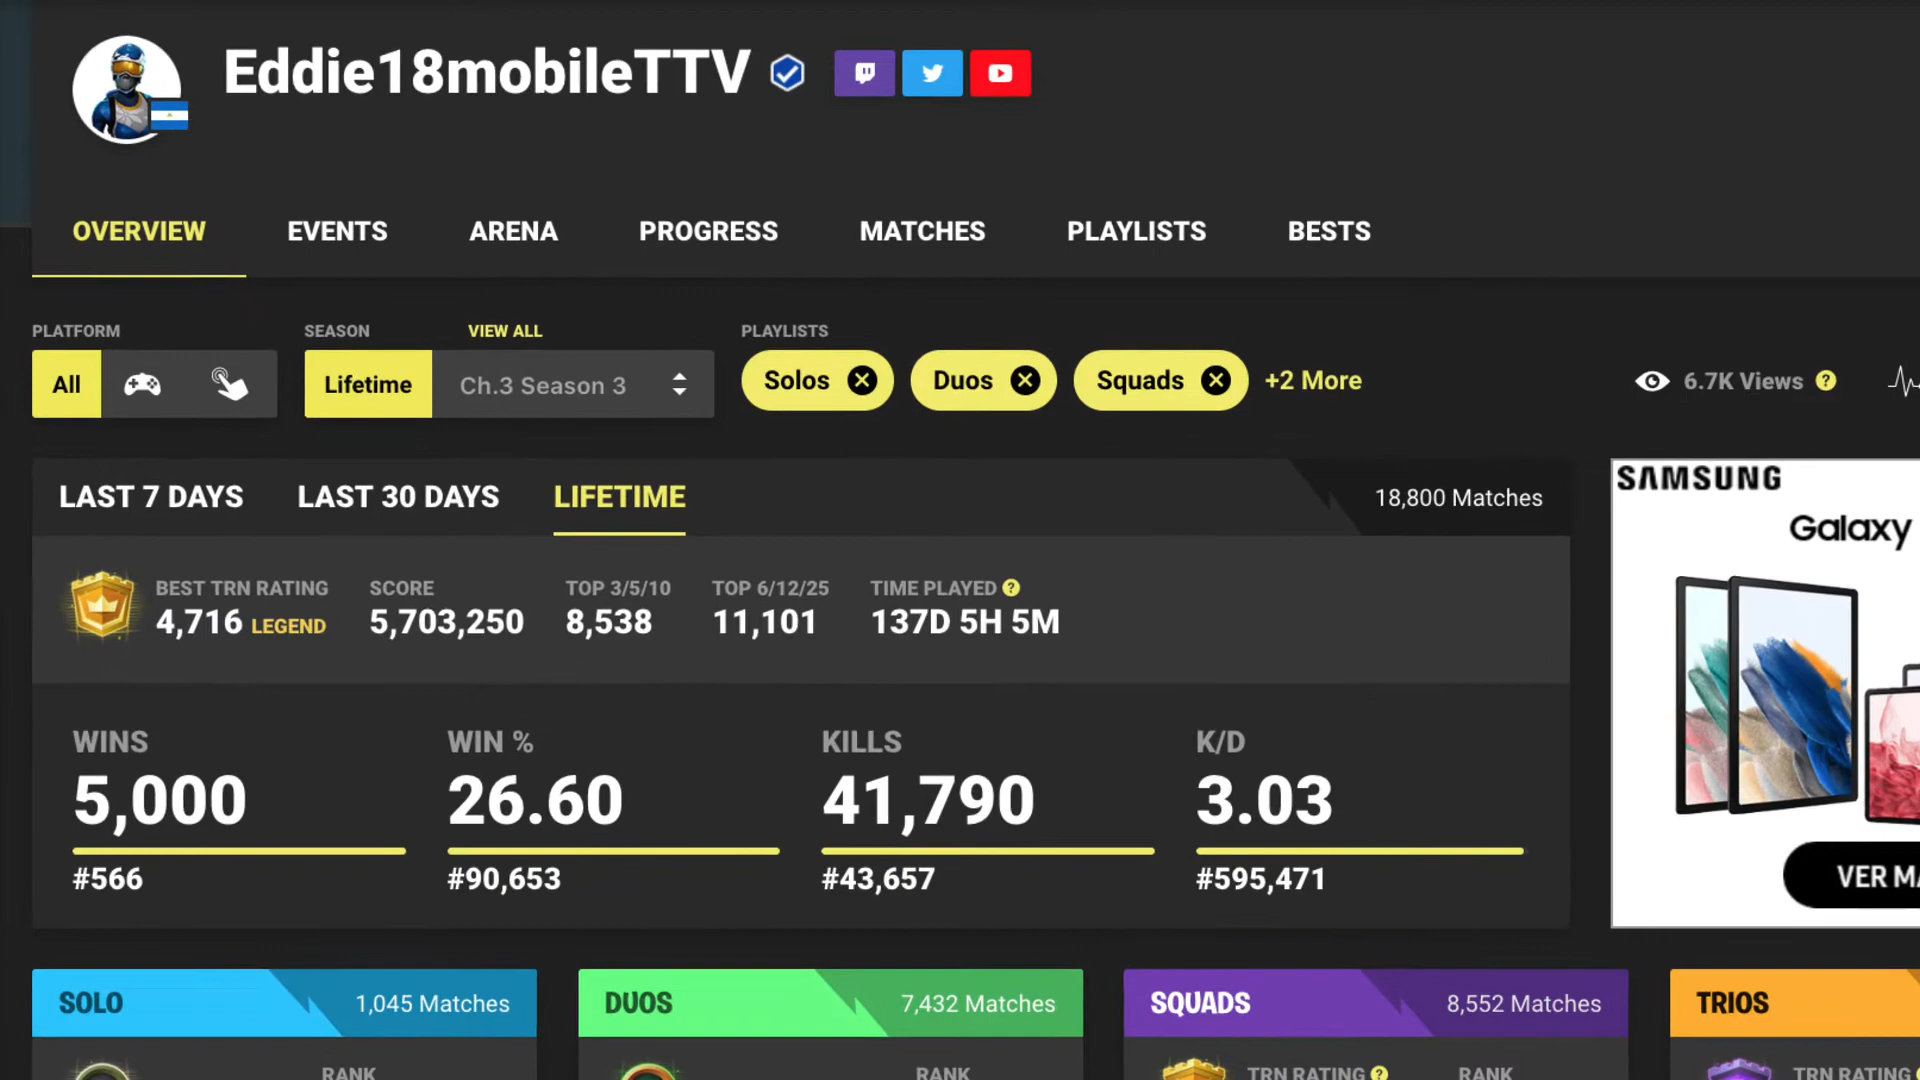 Eddie18mobileTTV
OVERVIEW EVENTS ARENA PROGRESS MATCHES PLAYLISTS BESTS
PLATFORM SEASON VIEW ALL PLAYLISTS
All Lifetime Ch.3 Season 3 Solos Duos Squads +2 More 6.7K Views ?
LAST 7 DAYS LAST 30 DAYS LIFETIME 18,800 Matches
BEST TRN RATING SCORE TOP 3/5/10 TOP 6/12/25 TIME PLAYED ?
4,716 LEGEND 5,703,250 8,538 11,101 137D 5H 5M
WINS WIN % KILLS K/D
5,000 26.60 41,790 3.03
#566 #90,653 #43,657 #595,471
SAMSUNG
Galaxy
VER
SOLO 1,045 Matches DUOS 7,432 Matches SQUADS 8,552 Matches TRIOS
RANK RANK TRN RATING ? RANK TRN RATING